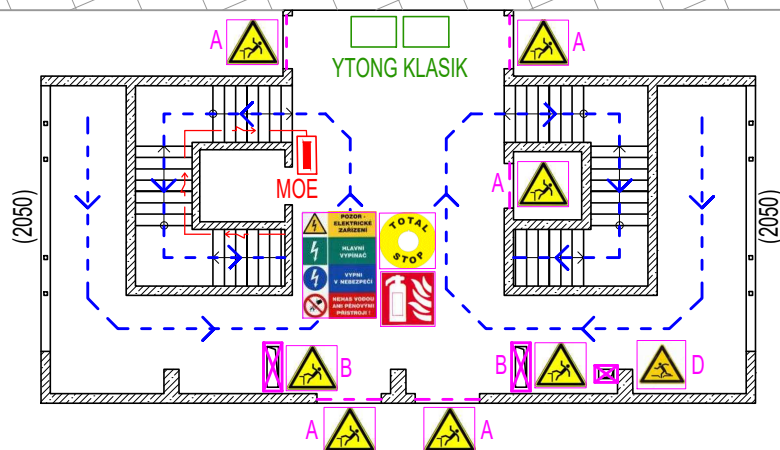 A
A
YTONG KLASIK
MOE
A
(2050)
(2050)
POZOR -
ELEKTRICKÉ
ZAŘÍZENÍ
HLAVNÍ
VYPÍNAČ
VYPNI
V NEBEZPEČÍ
NEHAS VODOU
ANI PĚNOVÝMI
PŘÍSTROJI !
TOTAL
STOP
B
B
D
A
A